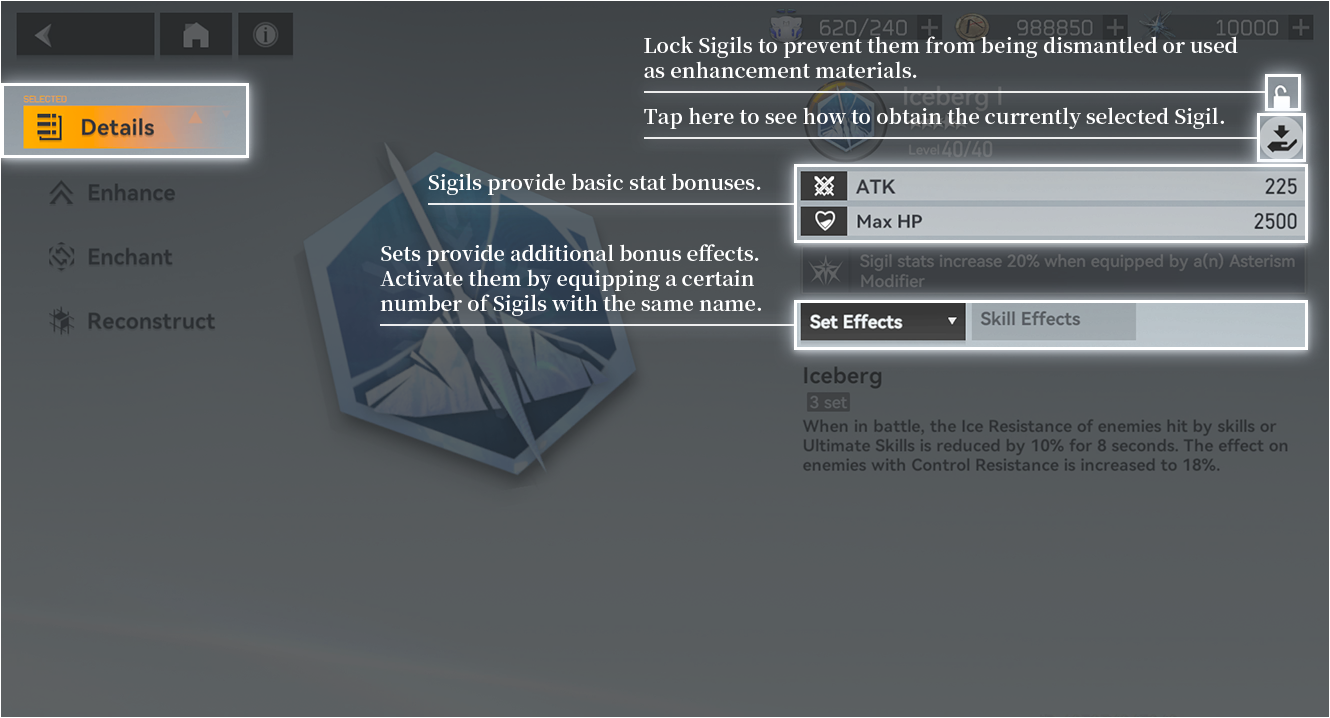 620/240
988850
10000
Lock Sigils to prevent them from being dismantled or used
as enhancement materials.
SELECTED
Details
Iceberg I
Tap here to see how to obtain the currently selected Sigil.
Level 40/40
Enhance
Sigils provide basic stat bonuses.
ATK 225
Max HP 2500
Enchant
Sets provide additional bonus effects.
Activate them by equipping a certain
number of Sigils with the same name.
Sigil stats increase 20% when equipped by a(n) Asterism
Modifier
Reconstruct
Set Effects
Skill Effects
Iceberg
3 set
When in battle, the Ice Resistance of enemies hit by skills or
Ultimate Skills is reduced by 10% for 8 seconds. The effect on
enemies with Control Resistance is increased to 18%.